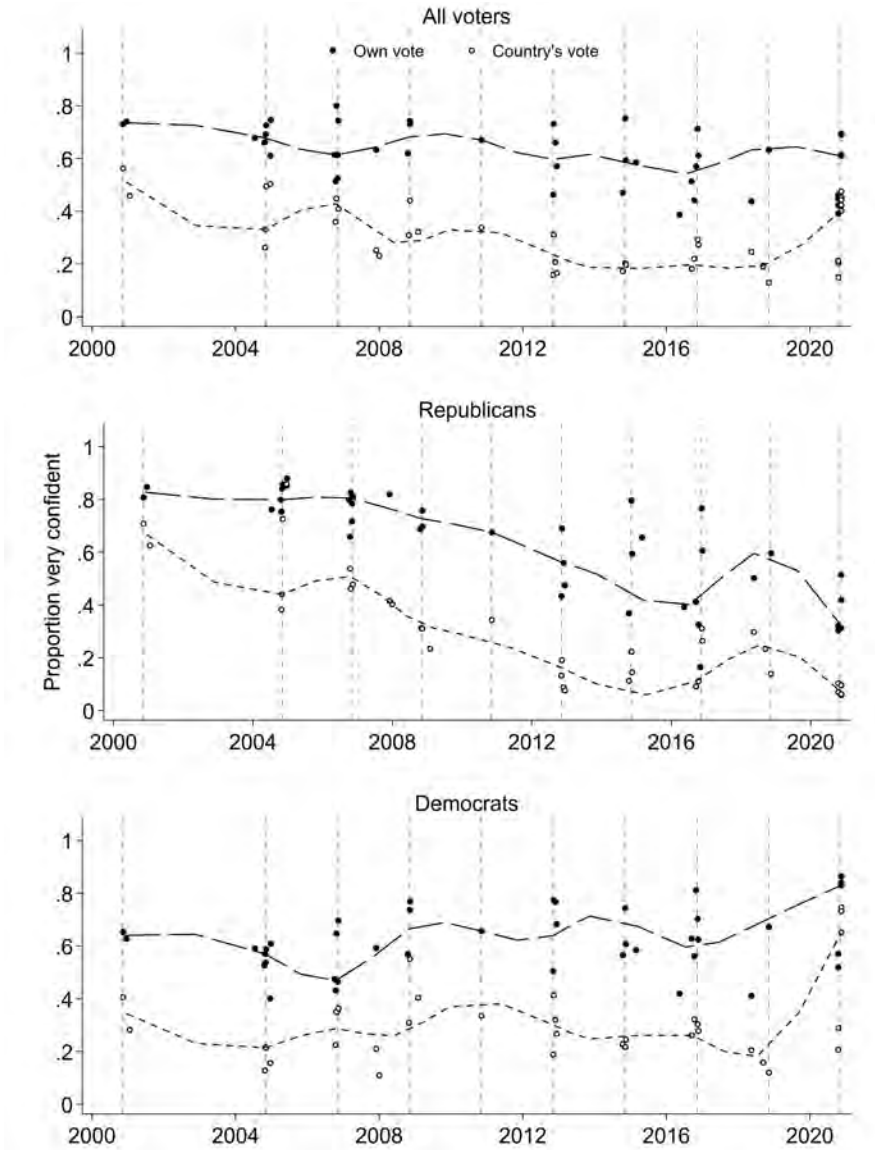 All voters
Own vote Country's vote
1
.8
.6
.4
.2
0
2000 2004 2008 2012 2016 2020
Republicans
Proportion very confident
1
.8
.6
.4
.2
0
2000 2004 2008 2012 2016 2020
Democrats
1
.8
.6
.4
.2
0
2000 2004 2008 2012 2016 2020